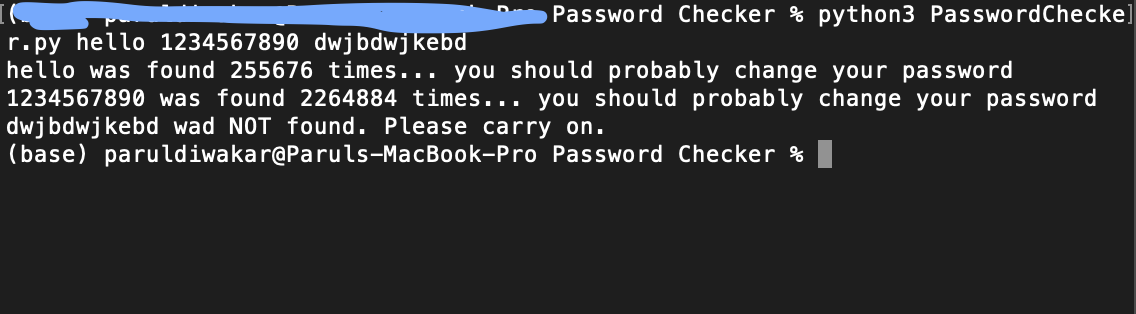 Password Checker % python3 PasswordChecke
r.py hello 1234567890 dwjbdwjkebd
hello was found 255676 times... you should probably change your password
1234567890 was found 2264884 times... you should probably change your password
dwjbdwjkebd wad NOT found. Please carry on.
(base) paruldiwakar@Paruls-MacBook-Pro Password Checker %